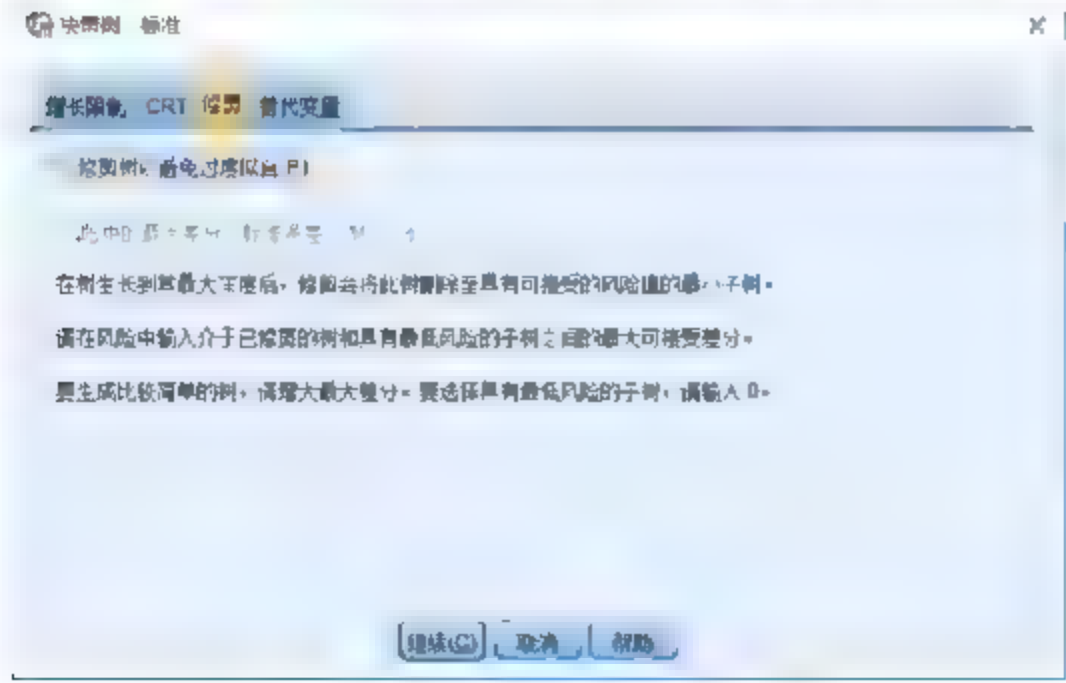 决策树 标准
增长限制 CRT 修剪 替代变量
修剪树以避免过度拟合
在树生长到其最大深度后，修剪会将此树删除至具有可接受的风险值的最小子树。
请在风险中输入介于已修剪的树和具有最低风险的子树之间的最大可接受差分。
要生成比较简单的树，请增大最大差分。要选择具有最低风险的子树，请输入 0。
继续(C) 取消 帮助